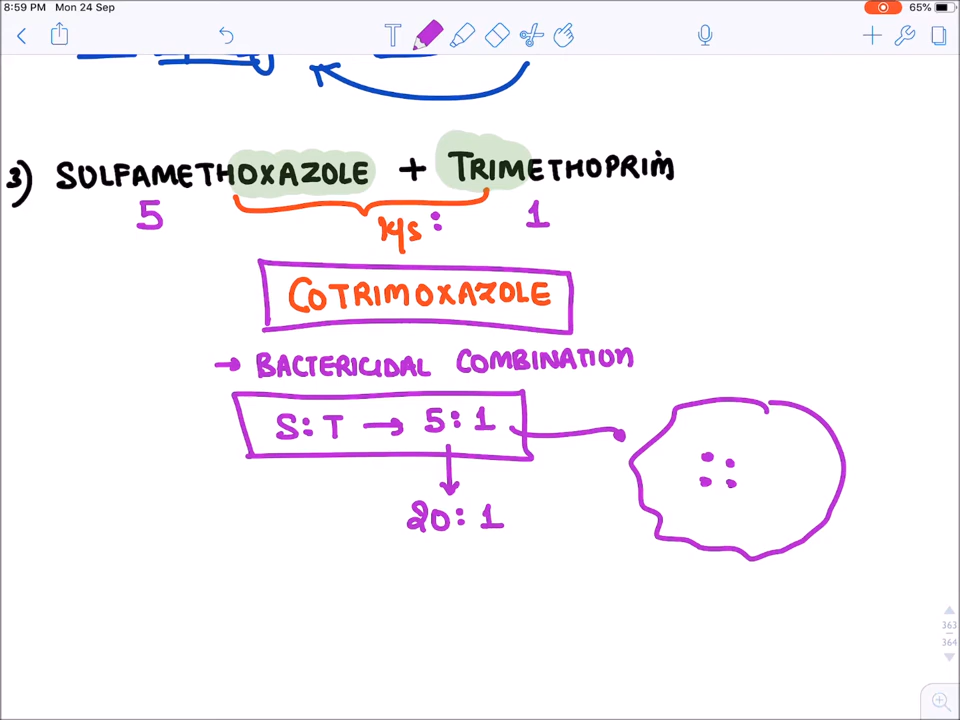 8:59 PM Mon 24 Sep 65%
3) SULFAMETHOXAZOLE + TRIMETHOPRIM
5 : 1
COTRIMOXAZOLE
→ BACTERICIDAL COMBINATION
S:T → 5:1
20:1
363
364